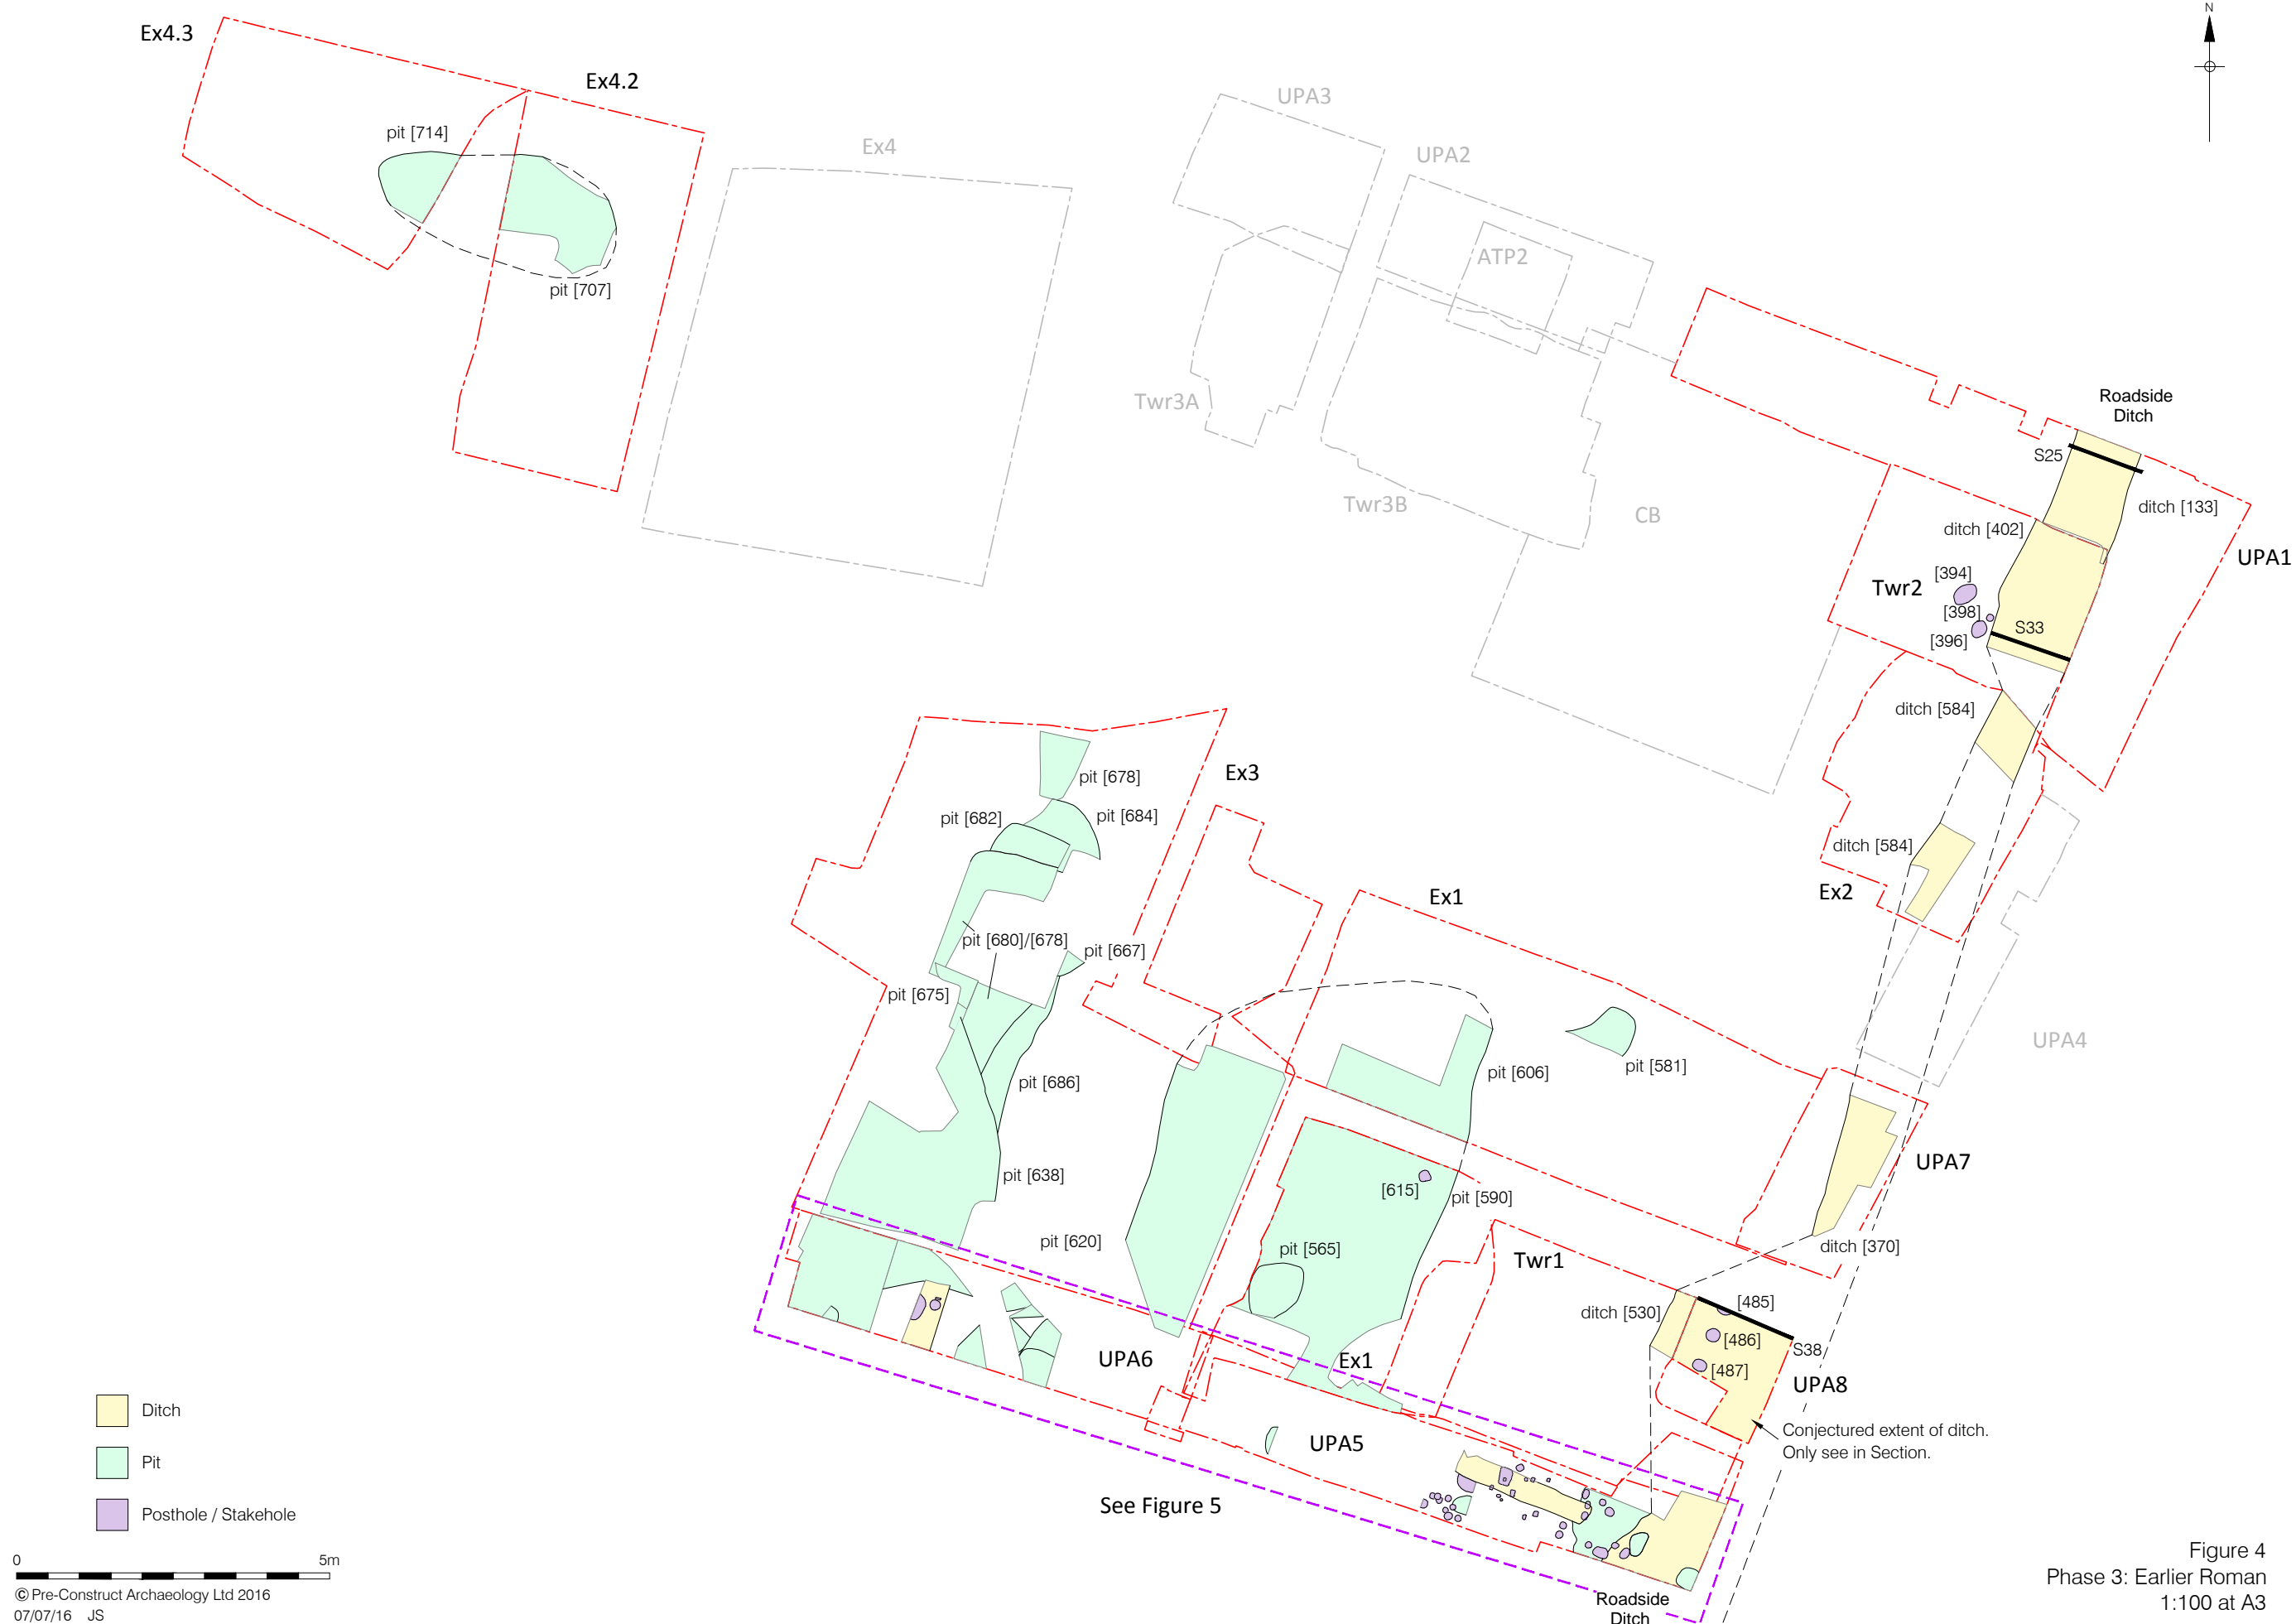 N
Ex4.3
Ex4.2
pit [714]
pit [707]
Ex4
UPA3
UPA2
ATP2
Twr3A
Twr3B
CB
Roadside
Ditch
S25
ditch [133]
ditch [402]
UPA1
[394]
Twr2
[398]
S33
[396]
ditch [584]
ditch [584]
Ex2
UPA4
Ex3
pit [678]
pit [682]
pit [684]
Ex1
pit [680]/[678]
pit [667]
pit [675]
pit [606]
pit [581]
pit [686]
UPA7
pit [638]
[615]
pit [590]
pit [620]
pit [565]
Twr1
ditch [370]
ditch [530]
[485]
[486]
S38
[487]
UPA6
Ex1
UPA8
Conjectured extent of ditch.
Only see in Section.
UPA5
See Figure 5
Roadside
Ditch
Ditch
Pit
Posthole / Stakehole
0 5m
© Pre-Construct Archaeology Ltd 2016
07/07/16 JS
Figure 4
Phase 3: Earlier Roman
1:100 at A3